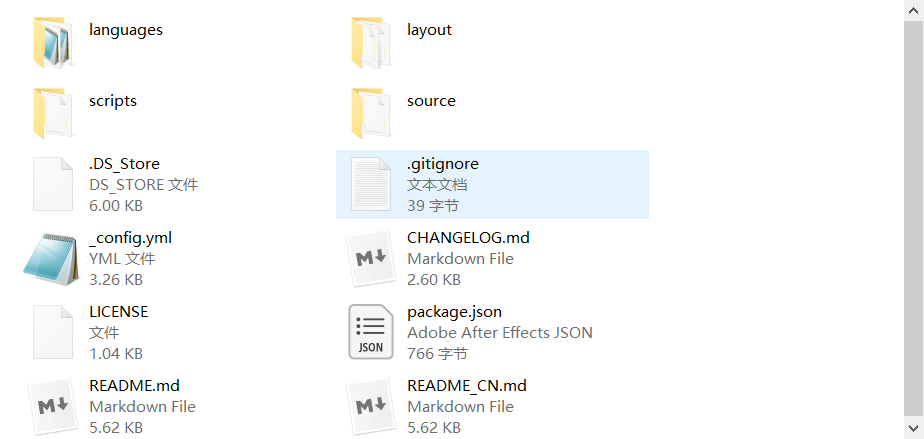 languages
layout
scripts
source
.DS_Store
DS_STORE 文件
6.00 KB
.gitignore
文本文档
39 字节
_config.yml
YML 文件
3.26 KB
CHANGELOG.md
Markdown File
2.60 KB
LICENSE
文件
1.04 KB
JSON
package.json
Adobe After Effects JSON
766 字节
M
README.md
Markdown File
5.62 KB
M
README_CN.md
Markdown File
5.62 KB